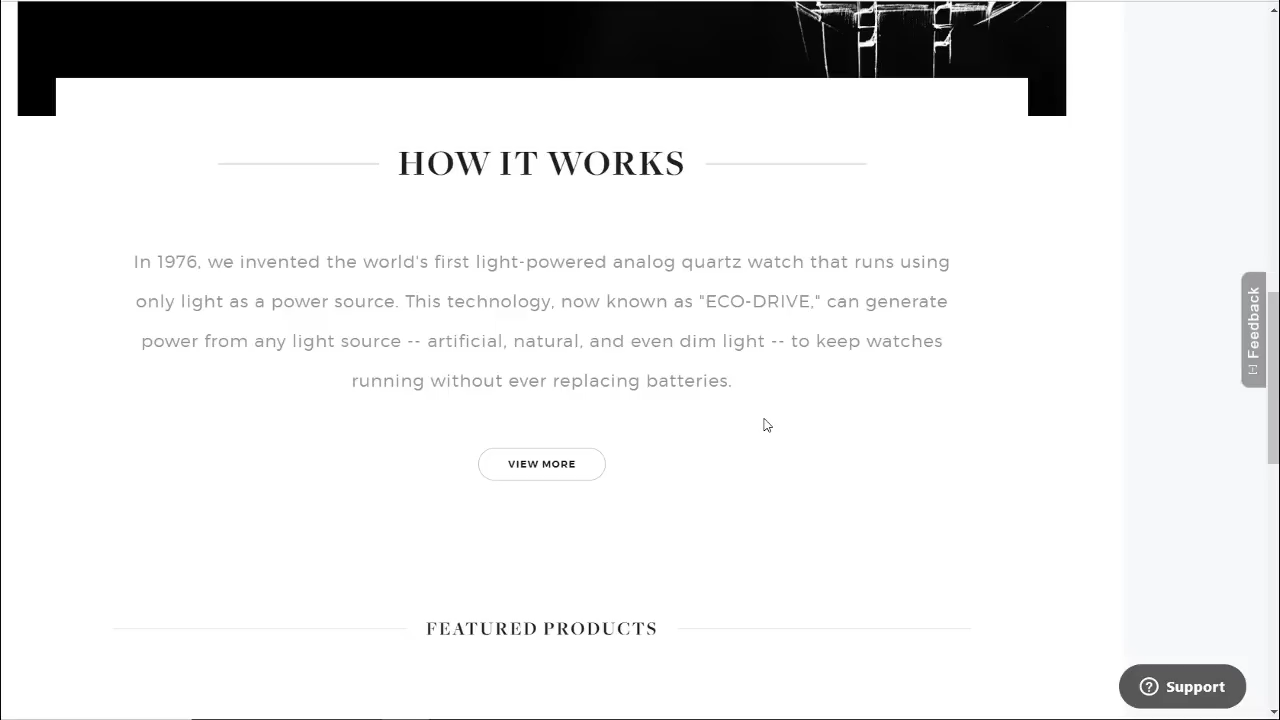 HOW IT WORKS
In 1976, we invented the world's first light-powered analog quartz watch that runs using
only light as a power source. This technology, now known as "ECO-DRIVE," can generate
power from any light source -- artificial, natural, and even dim light -- to keep watches
running without ever replacing batteries.
[-] Feedback
VIEW MORE
FEATURED PRODUCTS
Support